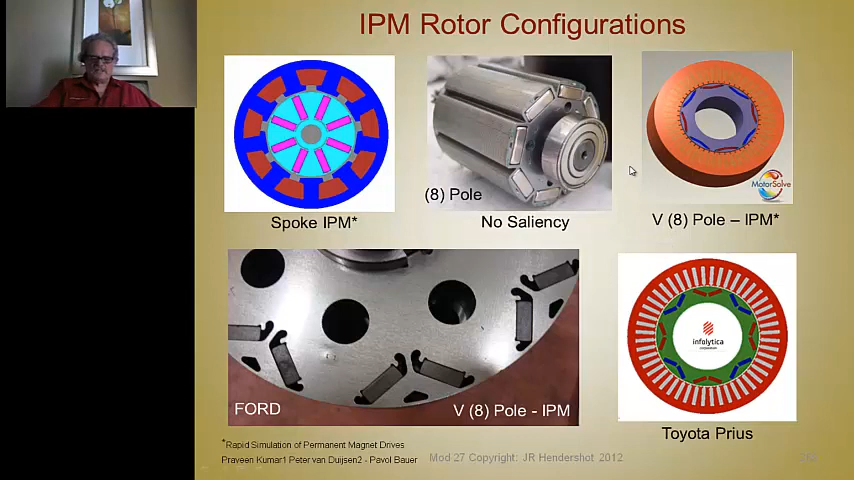 IPM Rotor Configurations
(8) Pole
MotorSolve
Spoke IPM*
No Saliency
V (8) Pole – IPM*
infolytica
FORD
V (8) Pole - IPM
Toyota Prius
*Rapid Simulation of Permanent Magnet Drives
Praveen Kumar1 Peter van Duijsen2 - Pavol Bauer
Mod 27 Copyright: JR Hendershot 2012